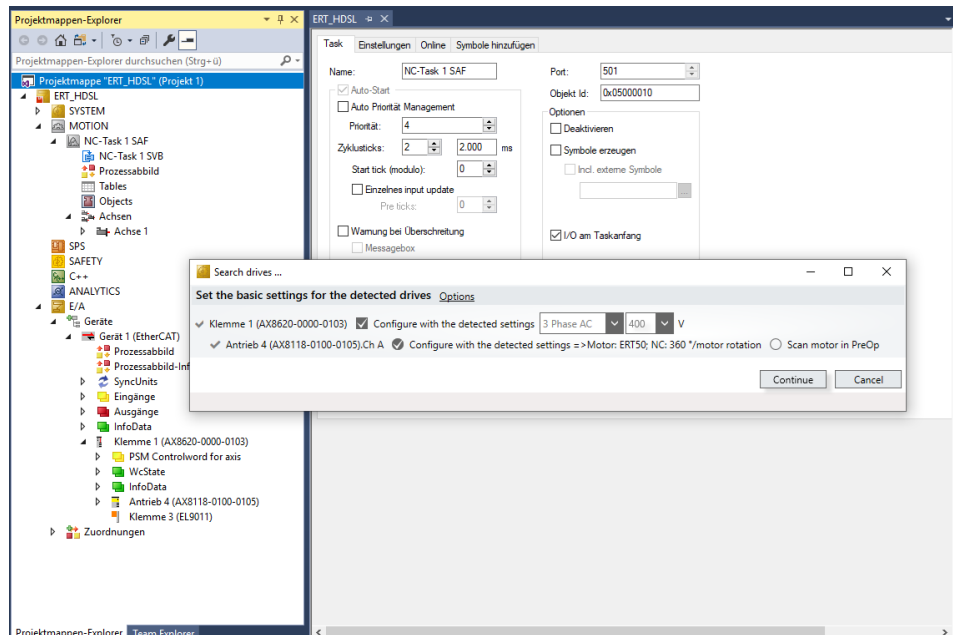 Projektmappen-Explorer
Projektmappen-Explorer durchsuchen (Strg+ü)
Projektmappe "ERT_HDSL" (Projekt 1)
ERT_HDSL
SYSTEM
MOTION
NC-Task 1 SAF
NC-Task 1 SVB
Prozessabbild
Tables
Objects
Achsen
Achse 1
SPS
SAFETY
C++
ANALYTICS
E/A
Geräte
Gerät 1 (EtherCAT)
Prozessabbild
Prozessabbild-Inf
SyncUnits
Eingänge
Ausgänge
InfoData
Klemme 1 (AX8620-0000-0103)
PSM Controlword for axis
WcState
InfoData
Antrieb 4 (AX8118-0100-0105)
Klemme 3 (EL9011)
Zuordnungen
Projektmappen-Explorer Team Explorer
ERT_HDSL
Task Einstellungen Online Symbole hinzufügen
Name: NC-Task 1 SAF Port: 501
Auto-Start Objekt Id: 0x05000010
Auto Priorität Management Optionen
Priorität: 4 Deaktivieren
Zyklusticks: 2 2.000 ms Symbole erzeugen
Start tick (modulo): 0 Incl. externe Symbole
Einzelnes input update ...
Pre ticks: 0
Warnung bei Überschreitung I/O am Taskanfang
Messagebox
Search drives ...
Set the basic settings for the detected drives Options
Klemme 1 (AX8620-0000-0103) Configure with the detected settings 3 Phase AC 400 V
Antrieb 4 (AX8118-0100-0105).Ch A Configure with the detected settings =>Motor: ERT50; NC: 360 °/motor rotation Scan motor in PreOp
Continue Cancel